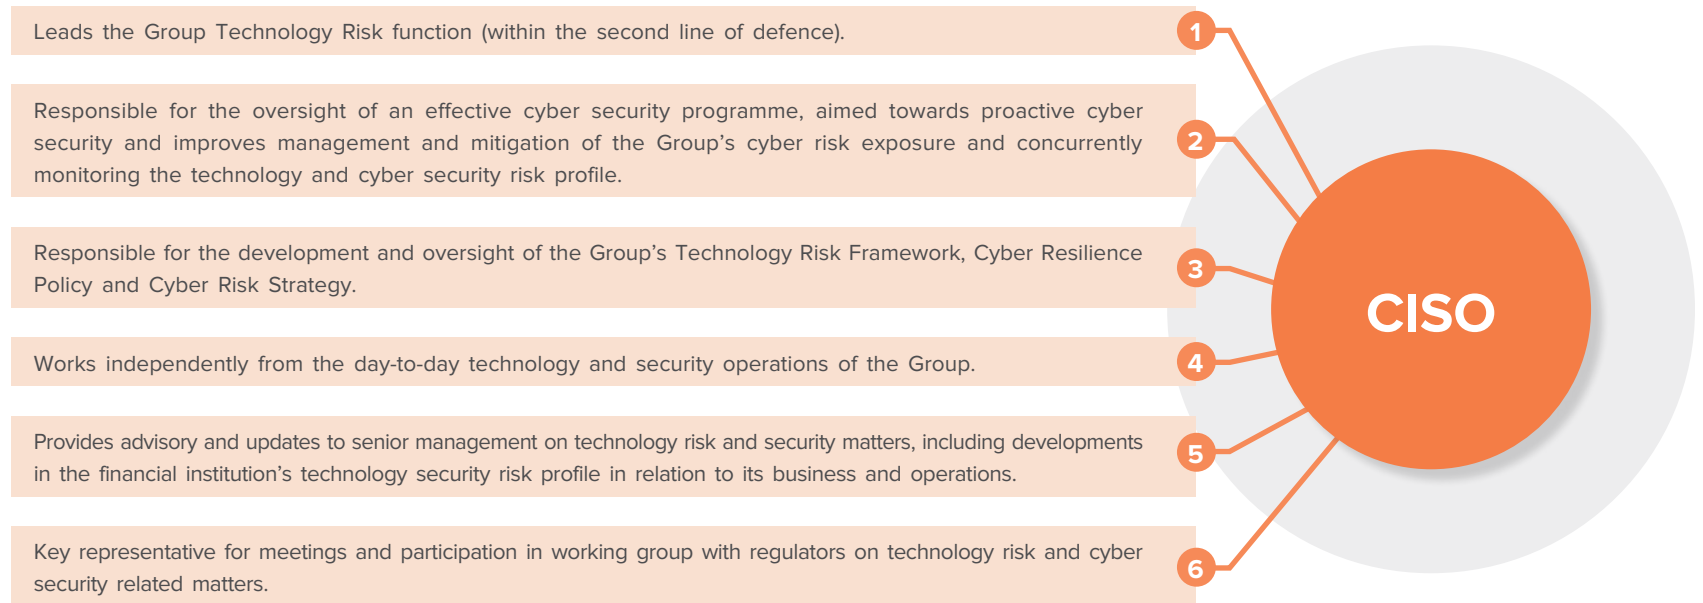 Leads the Group Technology Risk function (within the second line of defence).
1
Responsible for the oversight of an effective cyber security programme, aimed towards proactive cyber
security and improves management and mitigation of the Group’s cyber risk exposure and concurrently
monitoring the technology and cyber security risk profile.
2
Responsible for the development and oversight of the Group’s Technology Risk Framework, Cyber Resilience
Policy and Cyber Risk Strategy.
3
Works independently from the day-to-day technology and security operations of the Group.
4
Provides advisory and updates to senior management on technology risk and security matters, including developments
in the financial institution’s technology security risk profile in relation to its business and operations.
5
Key representative for meetings and participation in working group with regulators on technology risk and cyber
security related matters.
6
CISO